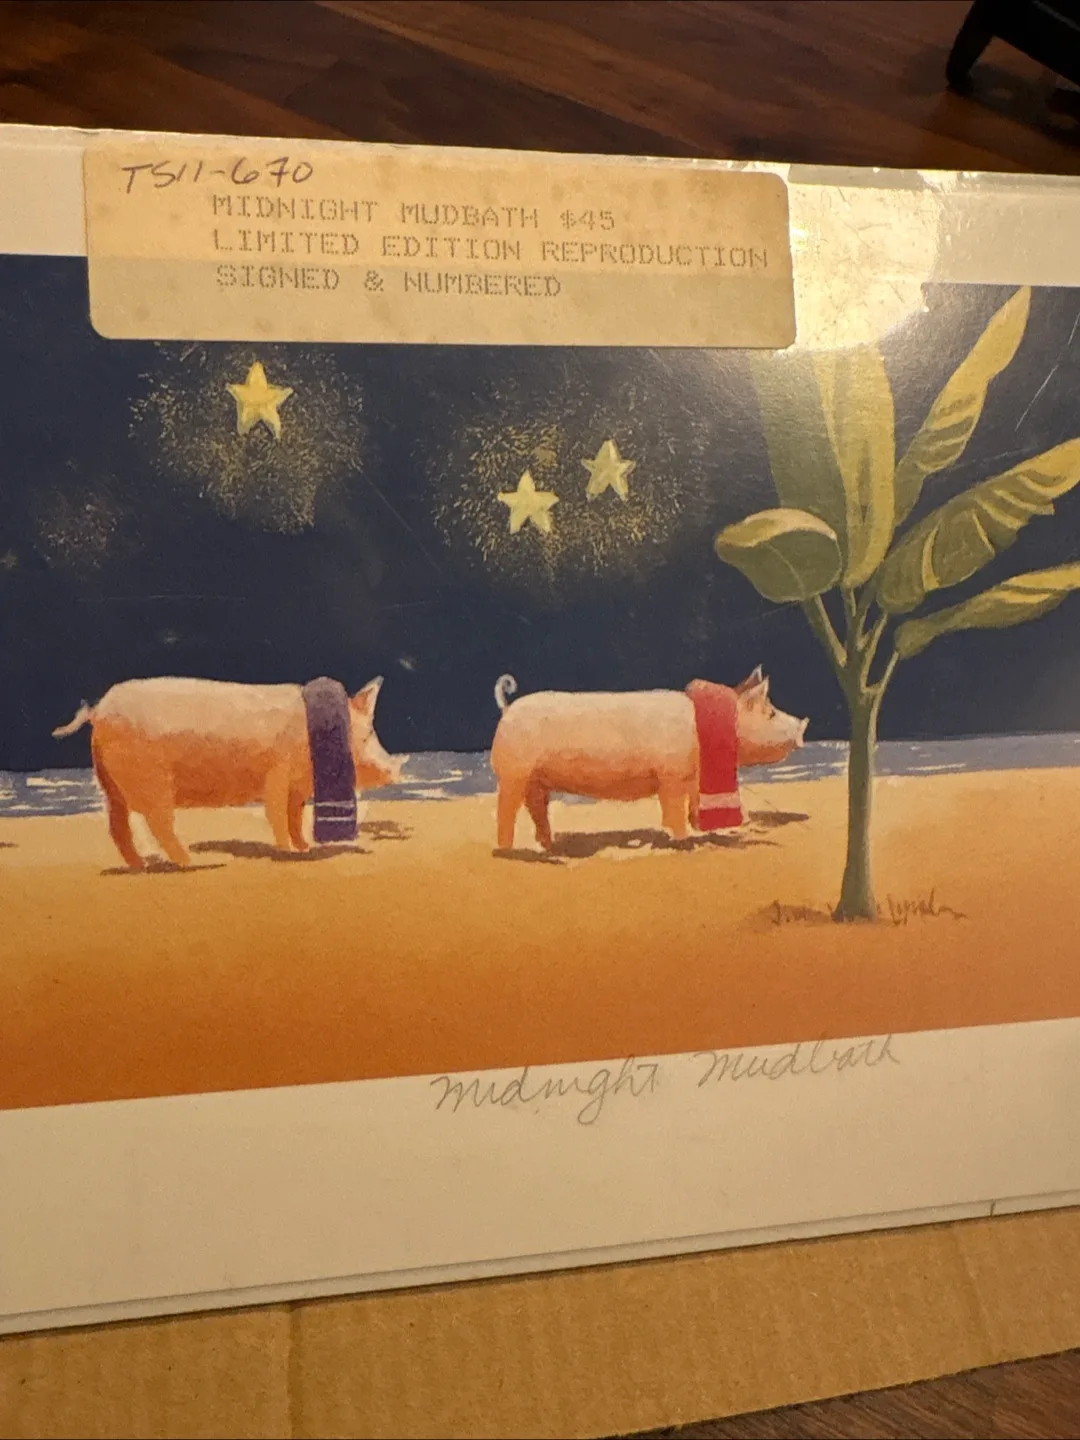 TS11-670
MIDNIGHT MUDBATH $45
LIMITED EDITION REPRODUCTION
SIGNED & NUMBERED
Midnight Mudbath